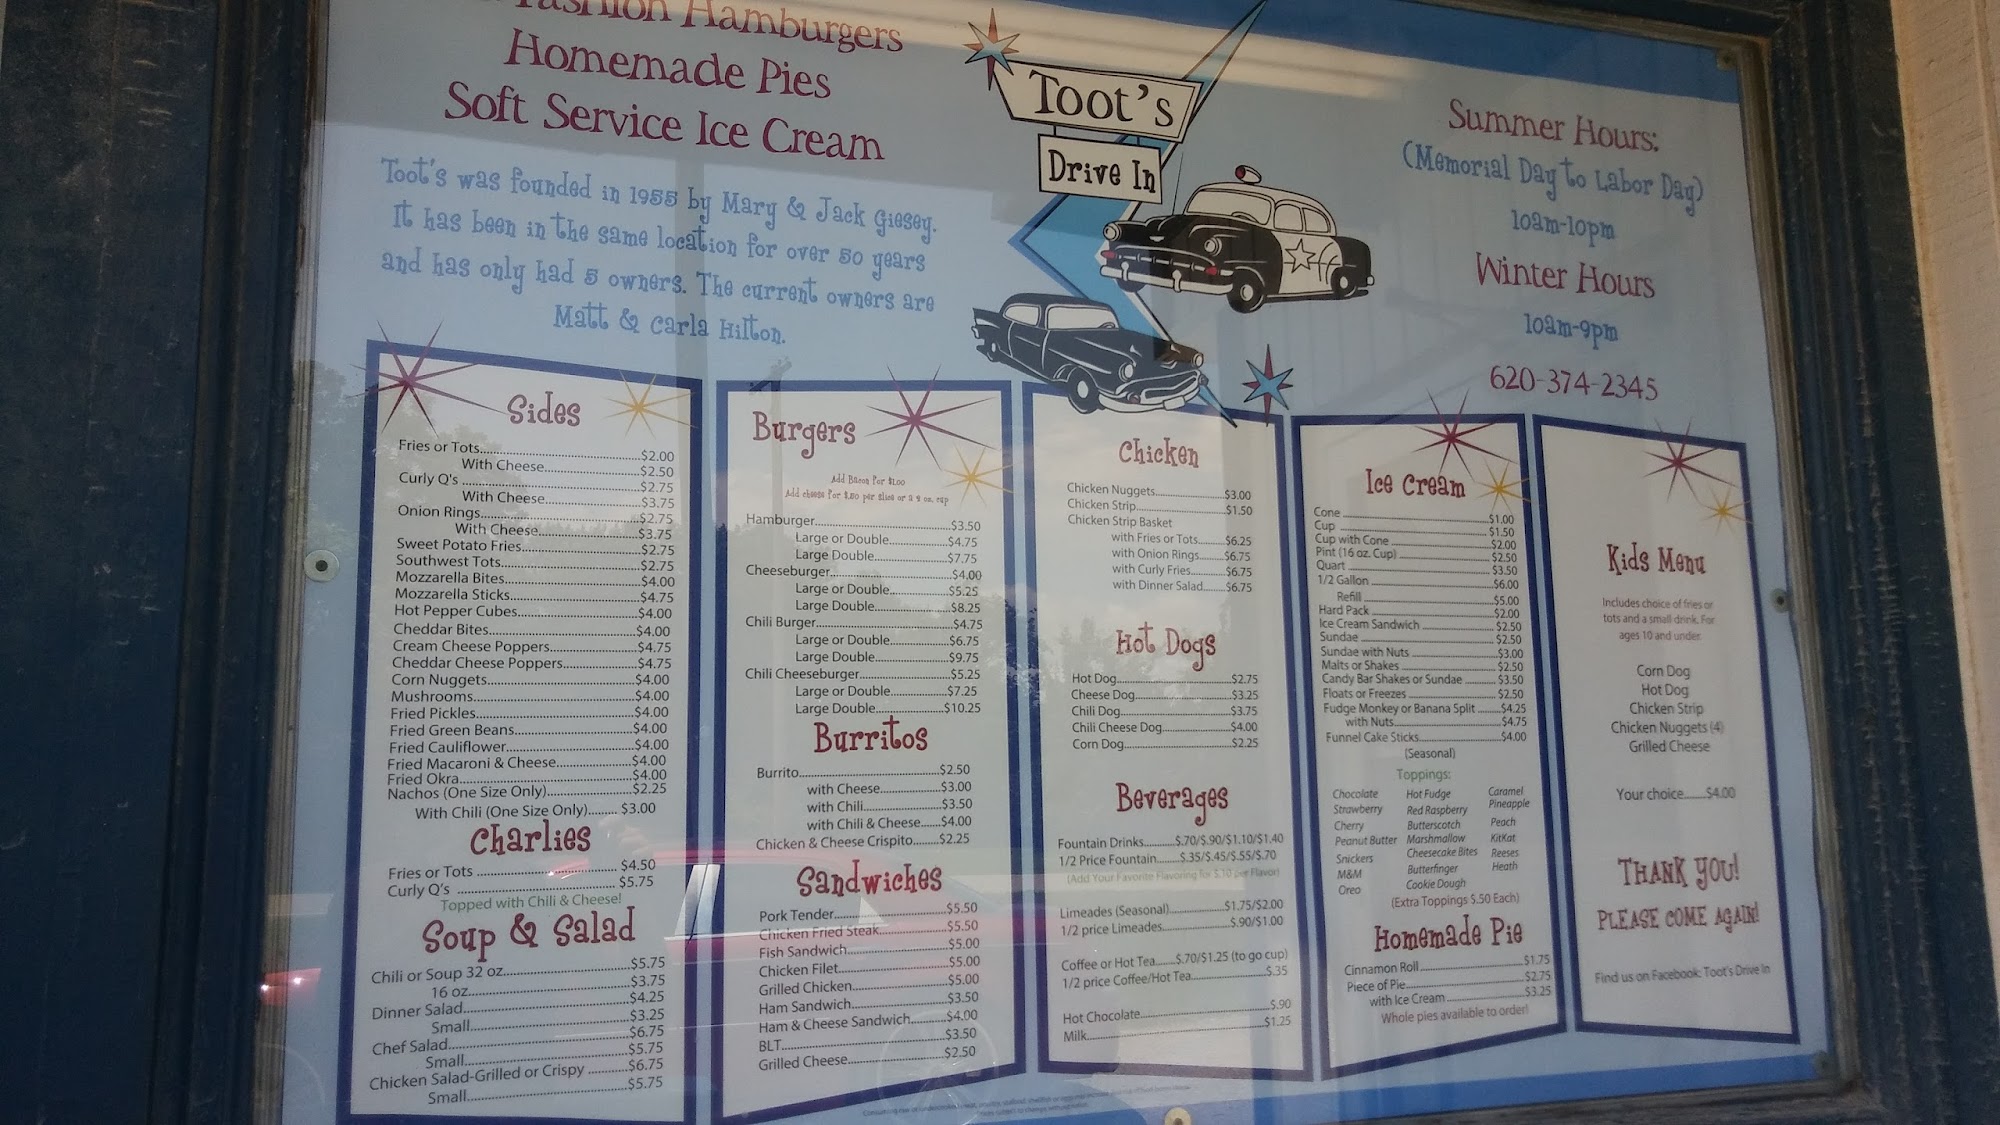 Fashion Hamburgers
Homemade Pies
Soft Service Ice Cream
Toot's was founded in 1955 by Mary & Jack Giesey.
It has been in the same location for over 50 years
and has only had 5 owners. The current owners are
Matt & Carla Hilton.
Toot's
Drive In
Summer Hours:
(Memorial Day to Labor Day)
10am-10pm
Winter Hours
10am-9pm
620-374-2345
Sides
Fries or Tots $2.00
With Cheese $2.50
Curly Q's $2.75
With Cheese $3.75
Onion Rings $2.75
With Cheese $3.75
Sweet Potato Fries $2.75
Southwest Tots $2.75
Mozzarella Bites $4.00
Mozzarella Sticks $4.75
Hot Pepper Cubes $4.00
Cheddar Bites $4.00
Cream Cheese Poppers $4.75
Cheddar Cheese Poppers $4.75
Corn Nuggets $4.00
Mushrooms $4.00
Fried Pickles $4.00
Fried Green Beans $4.00
Fried Cauliflower $4.00
Fried Macaroni & Cheese $4.00
Fried Okra $4.00
Nachos (One Size Only) $2.25
With Chili (One Size Only) $3.00
Charlies
Fries or Tots $4.50
Curly Q's $5.75
Topped with Chili & Cheese!
Soup & Salad
Chili or Soup 32 oz $5.75
16 oz $3.75
Dinner Salad $4.25
Small $3.25
Chef Salad $6.75
Small $5.75
Chicken Salad-Grilled or Crispy $6.75
Small $5.75
Burgers
Add Bacon For $1.00
Add cheese For $.50 per slice or a 2 oz. cup
Hamburger $3.50
Large or Double $4.75
Large Double $7.75
Cheeseburger $4.00
Large or Double $5.25
Large Double $8.25
Chili Burger $4.75
Large or Double $6.75
Large Double $9.75
Chili Cheeseburger $5.25
Large or Double $7.25
Large Double $10.25
Burritos
Burrito $2.50
with Cheese $3.00
with Chili $3.50
with Chili & Cheese $4.00
Chicken & Cheese Crispito $2.25
Sandwiches
Pork Tender $5.50
Chicken Fried Steak $5.50
Fish Sandwich $5.00
Chicken Filet $5.00
Grilled Chicken $5.00
Ham Sandwich $3.50
Ham & Cheese Sandwich $4.00
BLT $3.50
Grilled Cheese $2.50
Chicken
Chicken Nuggets $3.00
Chicken Strip $1.50
Chicken Strip Basket
with Fries or Tots $6.25
with Onion Rings $6.75
with Curly Fries $6.75
with Dinner Salad $6.75
Hot Dogs
Hot Dog $2.75
Cheese Dog $3.25
Chili Dog $3.75
Chili Cheese Dog $4.00
Corn Dog $2.25
Beverages
Fountain Drinks $.70/$.90/$1.10/$1.40
1/2 Price Fountain $.35/$.45/$.55/$.70
(Add Your Favorite Flavoring for $.10 per Flavor)
Limeades (Seasonal) $1.75/$2.00
1/2 price Limeades $.90/$1.00
Coffee or Hot Tea $.70/$1.25 (to go cup)
1/2 price Coffee/Hot Tea $.35
Hot Chocolate $.90
Milk $1.25
Ice Cream
Cone $1.00
Cup $1.50
Cup with Cone $2.00
Pint (16 oz. Cup) $2.50
Quart $3.50
1/2 Gallon $6.00
Refill $5.00
Hard Pack $2.00
Ice Cream Sandwich $2.50
Sundae $2.50
Sundae with Nuts $3.00
Malts or Shakes $2.50
Candy Bar Shakes or Sundae $3.50
Floats or Freezes $2.50
Fudge Monkey or Banana Split $4.25
with Nuts $4.75
Funnel Cake Sticks $4.00
(Seasonal)
Toppings:
Chocolate Hot Fudge Caramel
Strawberry Red Raspberry Pineapple
Cherry Butterscotch Peach
Peanut Butter Marshmallow KitKat
Snickers Cheesecake Bites Reeses
M&M Butterfinger Heath
Oreo Cookie Dough
(Extra Toppings $.50 Each)
Homemade Pie
Cinnamon Roll $1.75
Piece of Pie $2.75
with Ice Cream $3.25
Whole pies available to order!
Kids Menu
Includes choice of fries or
tots and a small drink. For
ages 10 and under.
Corn Dog
Hot Dog
Chicken Strip
Chicken Nuggets (4)
Grilled Cheese
Your choice $4.00
THANK YOU!
PLEASE COME AGAIN!
Find us on Facebook: Toot's Drive In